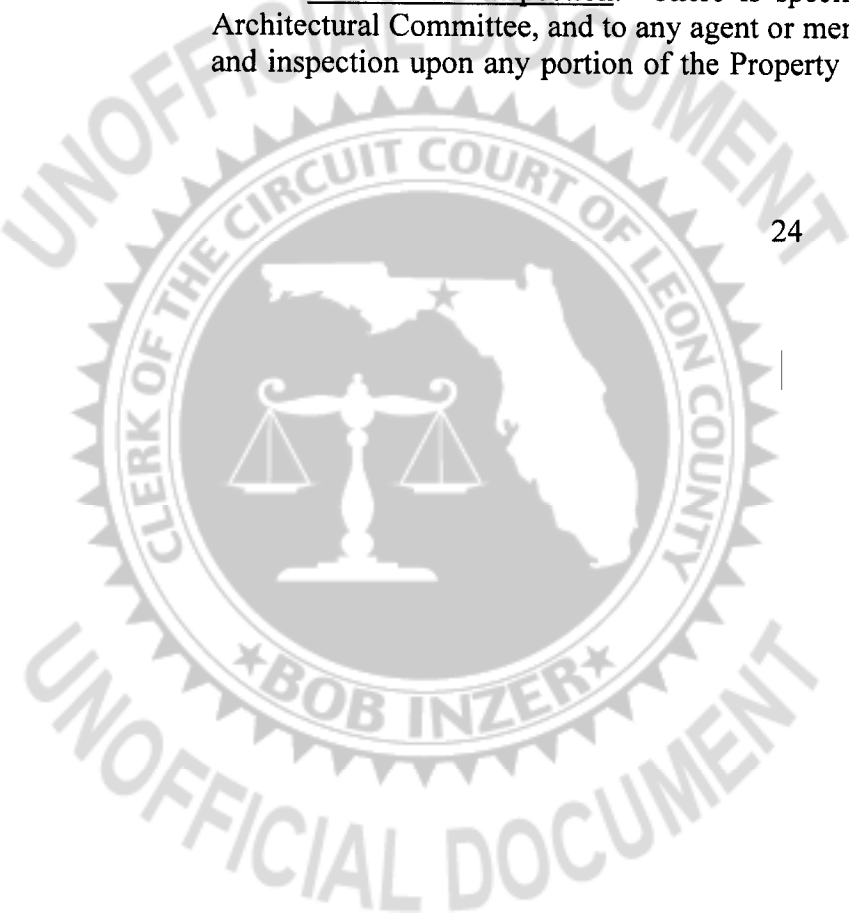 Architectural Committee, and to any agent or
and inspection upon any portion of the Property
24
UNOFFICIAL DOCUMENT
CLERK OF THE CIRCUIT COURT OF LEON COUNTY
★BOB INZER★
UNOFFICIAL DOCUMENT